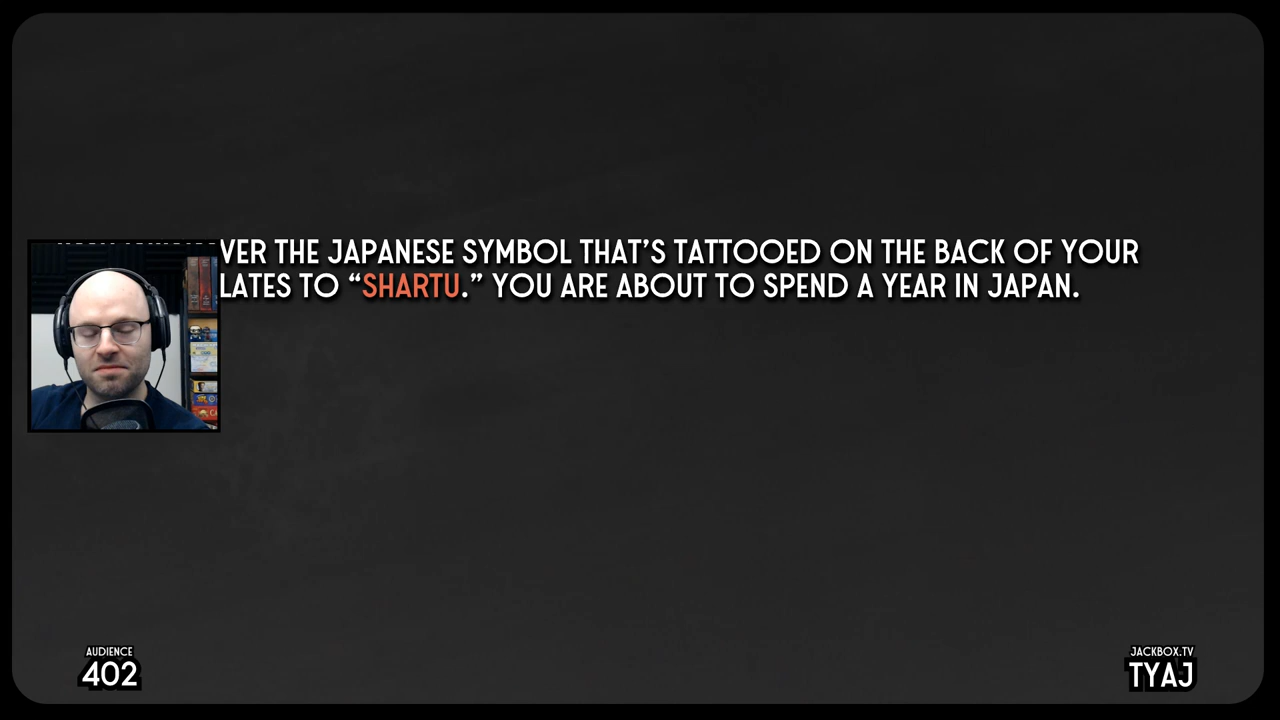 VER THE JAPANESE SYMBOL THAT'S TATTOOED ON THE BACK OF YOUR
LATES TO “SHARTU.” YOU ARE ABOUT TO SPEND A YEAR IN JAPAN.
AUDIENCE
402
JACKBOX.TV
TYAJ